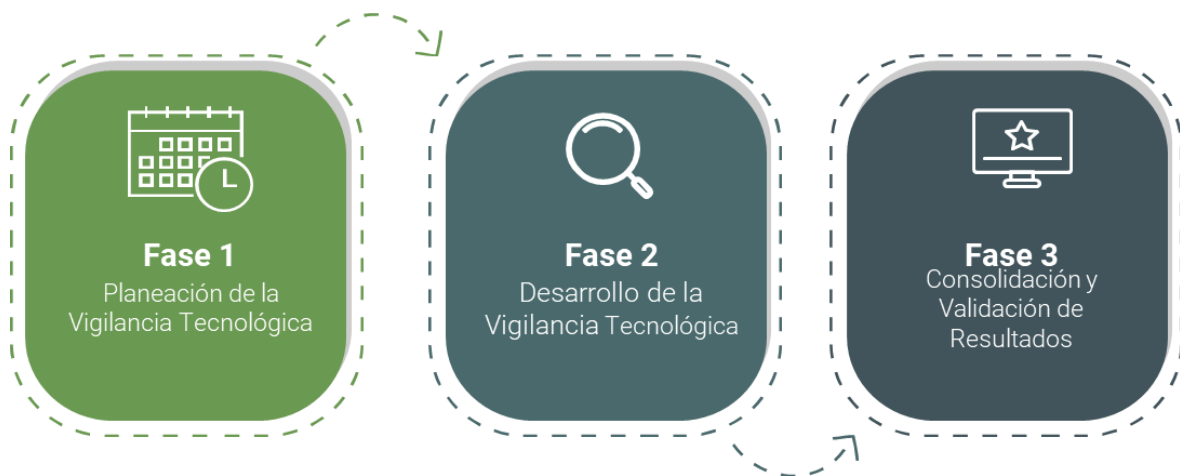 Fase 1
Planeación de la
Vigilancia Tecnológica
Fase 2
Desarrollo de la
Vigilancia Tecnológica
Fase 3
Consolidación y
Validación de
Resultados